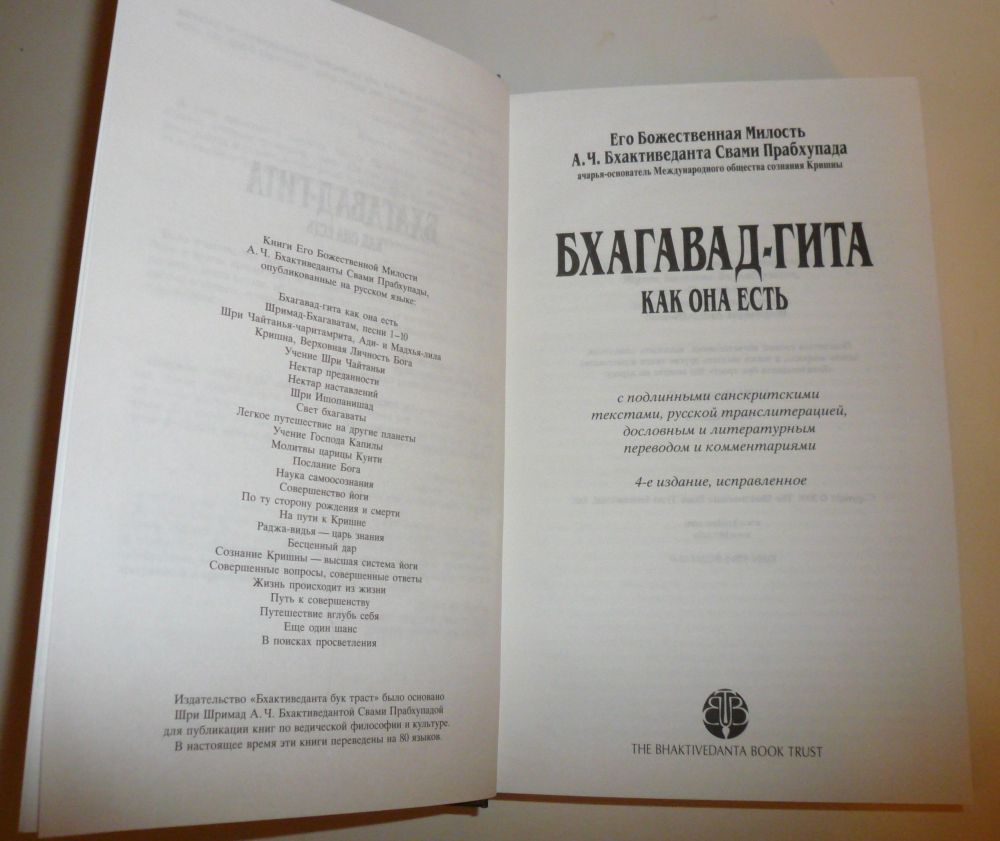 Книги Его Божественной Милости
А. Ч. Бхактиведанты Свами Прабхупады,
опубликованные на русском языке:
Бхагавад-гита как она есть
Шримад-Бхагаватам, песни 1–10
Шри Чайтанья-чаритамрита, Ади- и Мадхья-лила
Кришна, Верховная Личность Бога
Учение Шри Чайтаньи
Нектар преданности
Нектар наставлений
Шри Ишопанишад
Свет бхагаваты
Легкое путешествие на другие планеты
Учение Господа Капилы
Молитвы царицы Кунти
Послание Бога
Наука самоосознания
Совершенство йоги
По ту сторону рождения и смерти
На пути к Кришне
Раджа-видья — царь знания
Бесценный дар
Сознание Кришны — высшая система йоги
Совершенные вопросы, совершенные ответы
Жизнь происходит из жизни
Путь к совершенству
Путешествие вглубь себя
Еще один шанс
В поисках просветления
Издательство «Бхактиведанта бук траст» было основано
Шри Шримад А. Ч. Бхактиведантой Свами Прабхупадой
для публикации книг по ведической философии и культуре.
В настоящее время эти книги переведены на 80 языков.
Его Божественная Милость
А. Ч. Бхактиведанта Свами Прабхупада
ачарья-основатель Международного общества сознания Кришны
БХАГАВАД-ГИТА
КАК ОНА ЕСТЬ
с подлинными санскритскими
текстами, русской транслитерацией,
дословным и литературным
переводом и комментариями
4-е издание, исправленное
THE BHAKTIVEDANTA BOOK TRUST